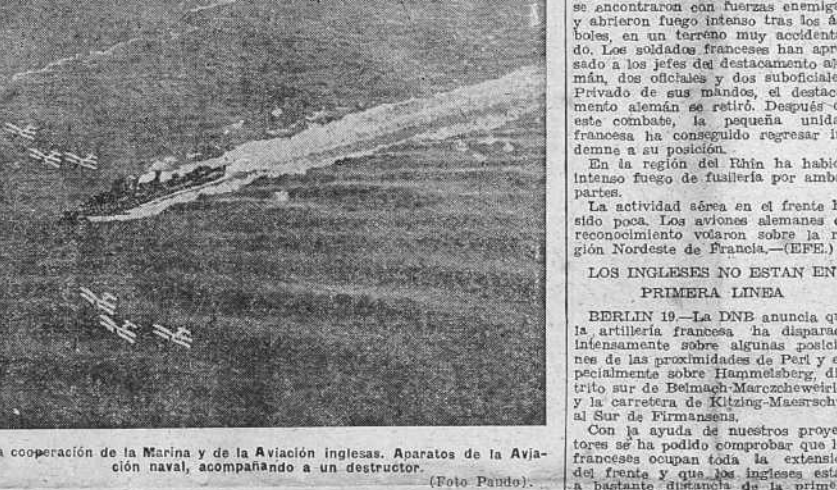 a cooperación de la Marina y de la Aviación inglesas. Aparatos de la Avia-
ción naval, acompañando a un destructor.
(Foto Pando).
se encontraron con fuerzas enemig
y abrieron fuego intenso tras los á
boles, en un terreno muy accident
do. Los soldados franceses han apr
sado a los jefes del destacamento al
mán, dos oficiales y dos suboficiale
Privado de sus mandos, el destac
mento alemán se retiró. Después
este combate, la pequeña unida
francesa ha conseguido regresar i
demne a su posición.
En la región del Rhin ha habid
intenso fuego de fusilería por amb
partes.
La actividad aérea en el frente h
sido poca. Los aviones alemanes
reconocimiento volaron sobre la r
gión Nordeste de Francia.—(EFE.)
LOS INGLESES NO ESTAN EN
PRIMERA LINEA
BERLIN 19.—La DNB anuncia qu
la artillería francesa ha disparad
intensamente sobre algunas posici
nes de las proximidades de Perl y e
pecialmente sobre Hammelsberg, di
trito sur de Belmach-Marczcheweirl
y la carretera de Kitzing-Maesrsch
al Sur de Firmansens.
Con la ayuda de nuestros proye
tores se ha podido comprobar que l
franceses ocupan toda la extensió
del frente y que los ingleses está
a bastante distancia de la prime